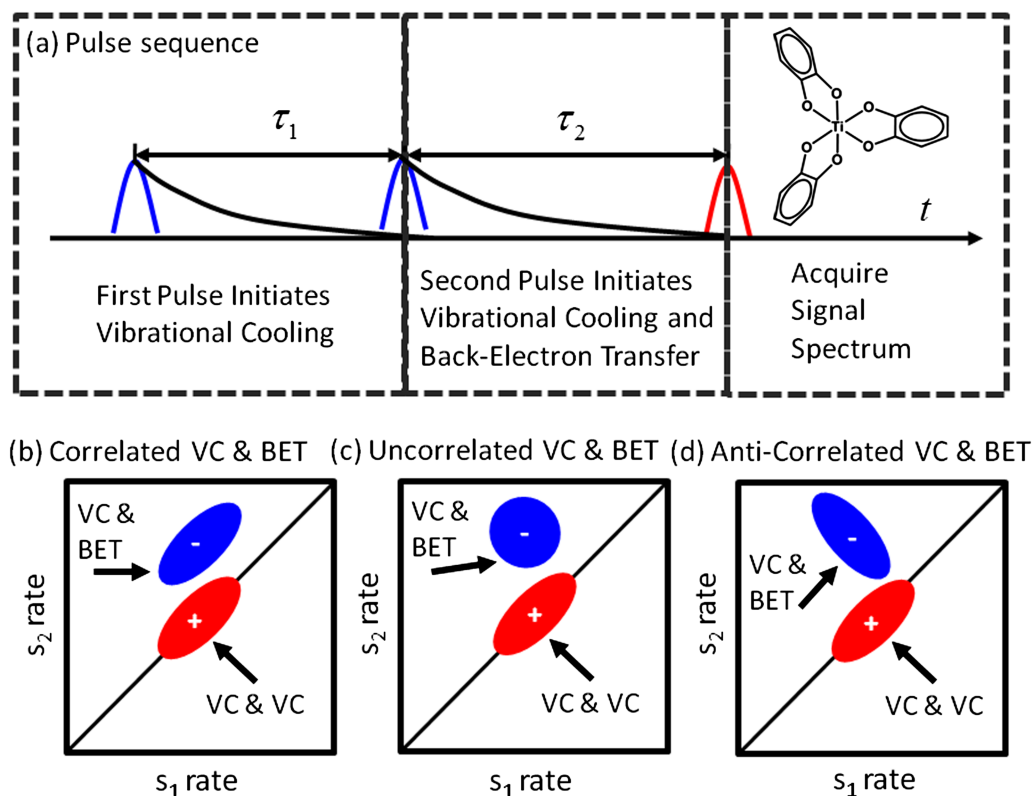 (a) Pulse sequence
τ1
τ2
O
O
O
Ti
O
O
O
t
First Pulse Initiates
Vibrational Cooling
Second Pulse Initiates
Vibrational Cooling and
Back-Electron Transfer
Acquire
Signal
Spectrum
(b) Correlated VC & BET
(c) Uncorrelated VC & BET
(d) Anti-Correlated VC & BET
VC &
BET
-
+
VC & VC
s2 rate
s1 rate
VC &
BET
-
+
VC & VC
s2 rate
s1 rate
VC &
BET
-
+
VC & VC
s2 rate
s1 rate